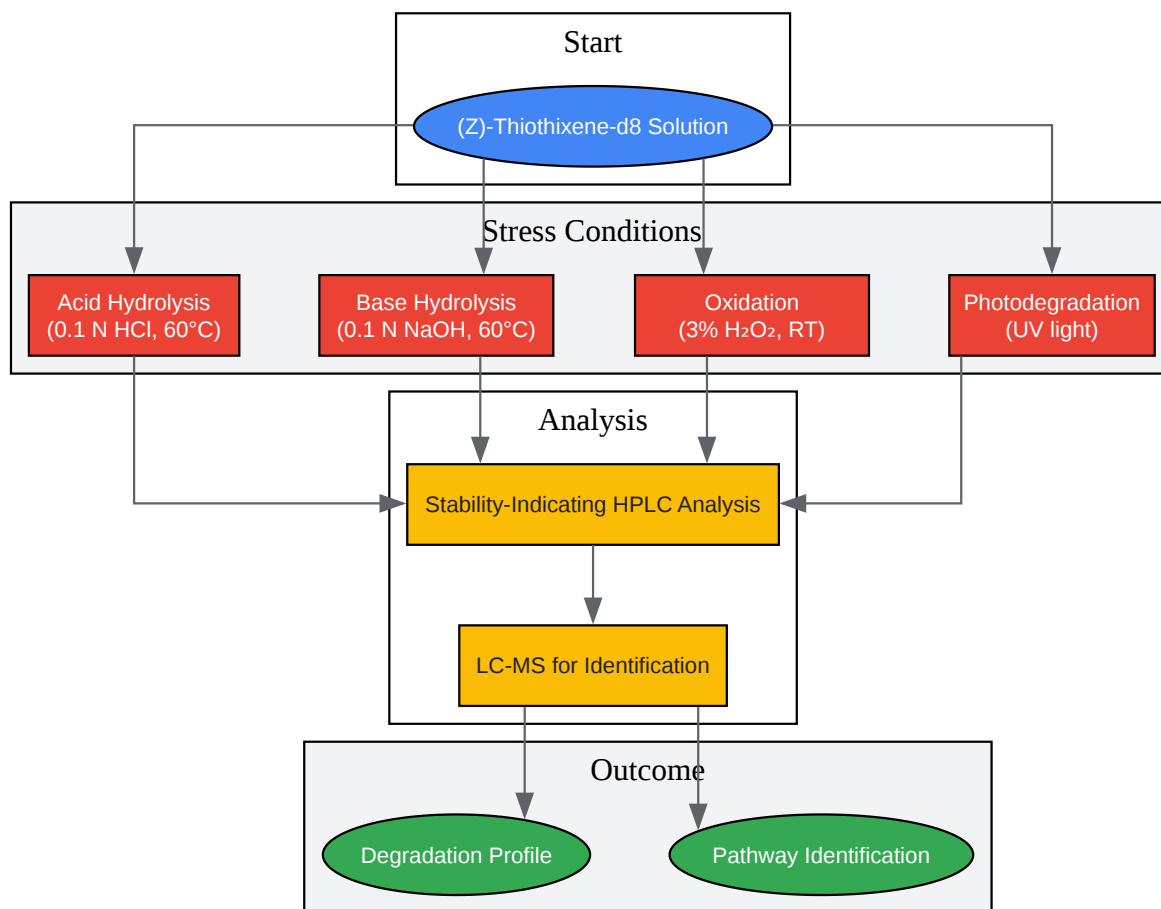 Start
(Z)-Thiothixene-d8 Solution
Stress Conditions
Acid Hydrolysis
(0.1 N HCl, 60°C)
Base Hydrolysis
(0.1 N NaOH, 60°C)
Oxidation
(3% H₂O₂, RT)
Photodegradation
(UV light)
Analysis
Stability-Indicating HPLC Analysis
LC-MS for Identification
Outcome
Degradation Profile
Pathway Identification